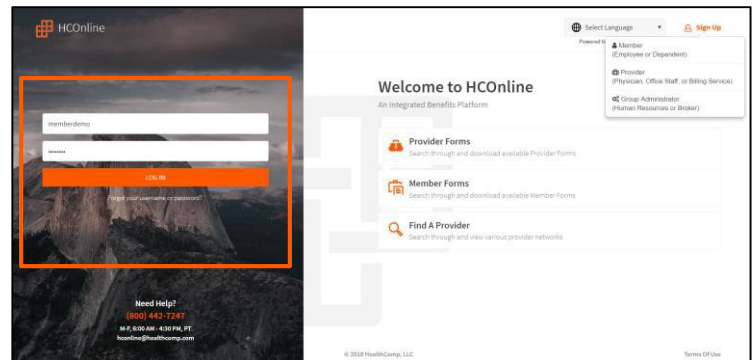 HCOnline
memberdemo
LOG IN
Forgot your username or password?
Need Help?
(800) 442-7247
M-F, 6:00 AM - 4:30 PM, PT
hconline@healthcomp.com
Select Language
Sign Up
Powered
Member
(Employee or Dependent)
Provider
(Physician, Office Staff, or Billing Service)
Group Administrator
(Human Resources or Broker)
Welcome to HCOnline
An Integrated Benefits Platform
Provider Forms
Search through and download available Provider Forms
Member Forms
Search through and download available Member Forms
Find A Provider
Search through and view various provider networks
© 2018 HealthComp, LLC
Terms Of Use